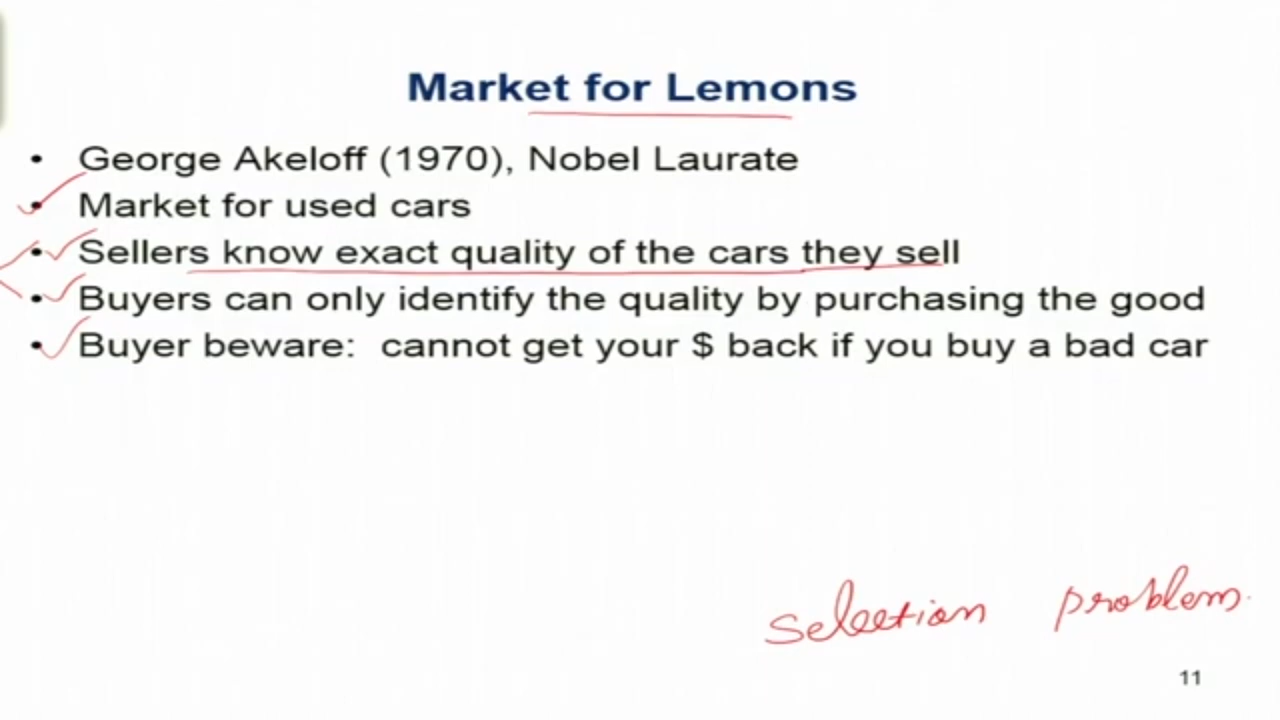 Market for Lemons
• George Akeloff (1970), Nobel Laurate
• Market for used cars
• Sellers know exact quality of the cars they sell
• Buyers can only identify the quality by purchasing the good
• Buyer beware: cannot get your $ back if you buy a bad car
selection problem.
11